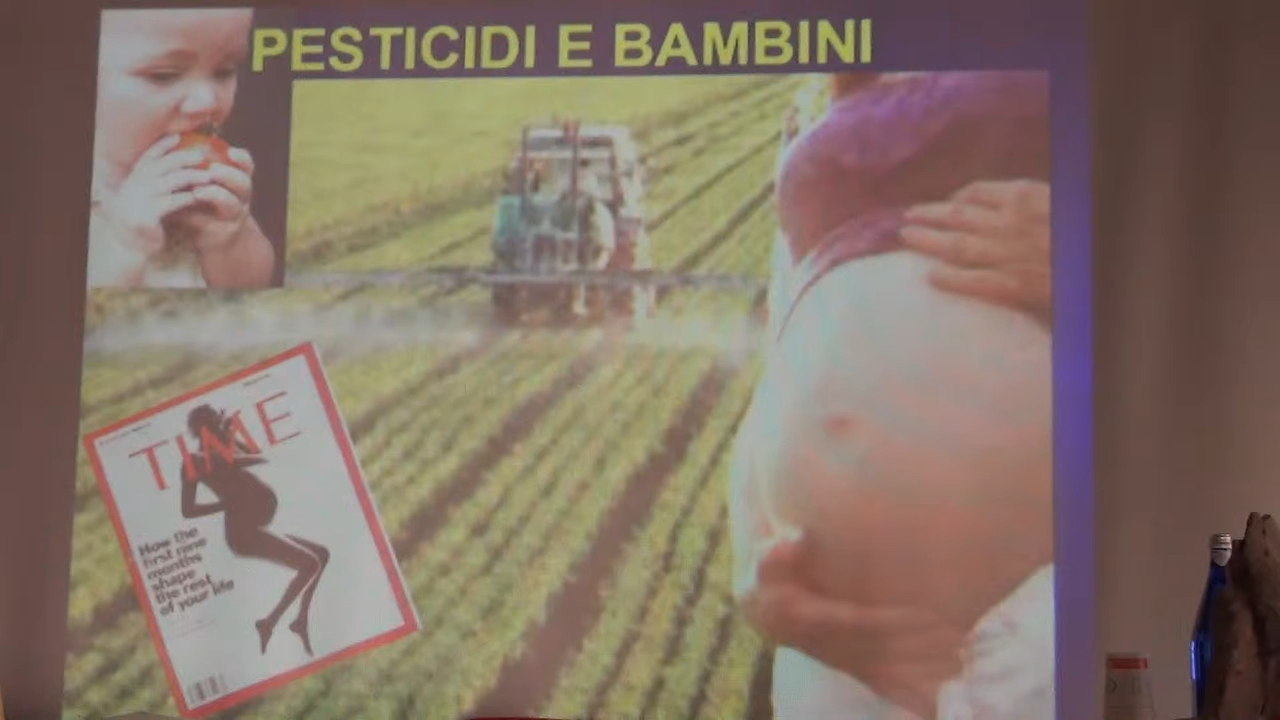 PESTICIDI E BAMBINI
TIME
How the
first nine
months
shape
the rest
of your life